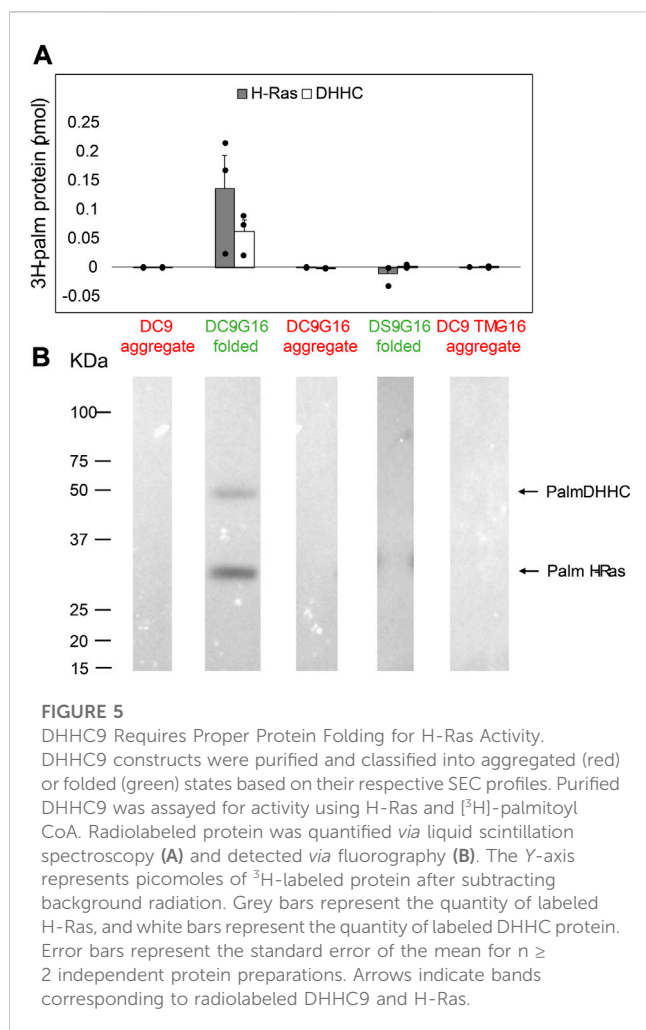 A
H-Ras DHHC
3H-palm protein (pmol)
0.25
0.2
0.15
0.1
0.05
0
-0.05
DC9 DC9G16 DC9G16 DS9G16 DC9 TMG16
aggregate folded aggregate folded aggregate
B KDa
100
75
50
37
25
20
15
PalmDHHC
Palm HRas
FIGURE 5
DHHC9 Requires Proper Protein Folding for H-Ras Activity.
DHHC9 constructs were purified and classified into aggregated (red)
or folded (green) states based on their respective SEC profiles. Purified
DHHC9 was assayed for activity using H-Ras and [³H]-palmitoyl
CoA. Radiolabeled protein was quantified via liquid scintillation
spectroscopy (A) and detected via fluorography (B). The Y-axis
represents picomoles of ³H-labeled protein after subtracting
background radiation. Grey bars represent the quantity of labeled
H-Ras, and white bars represent the quantity of labeled DHHC protein.
Error bars represent the standard error of the mean for n ≥
2 independent protein preparations. Arrows indicate bands
corresponding to radiolabeled DHHC9 and H-Ras.